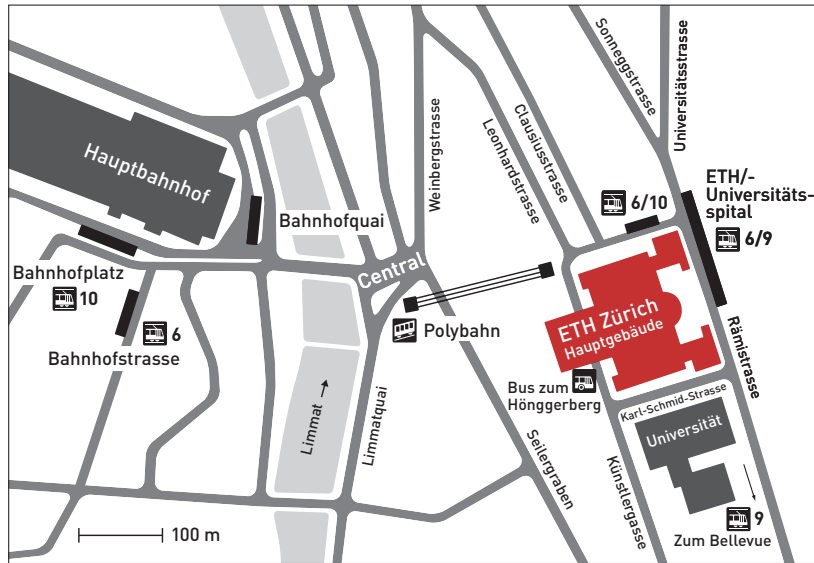 Hauptbahnhof
Bahnhofquai
Bahnhofplatz
10
6
Bahnhofstrasse
Central
Polybahn
Limmat →
Limmatquai
Weinbergstrasse
Leonhardstrasse
Clausiusstrasse
Sonneggstrasse
Universitätsstrasse
6/10
ETH/-
Universitäts-
spital
6/9
ETH Zürich
Hauptgebäude
Rämistrasse
Bus zum
Hönggerberg
Karl-Schmid-Strasse
Universität
Seilergraben
Künstlergasse
9
Zum Bellevue
100 m